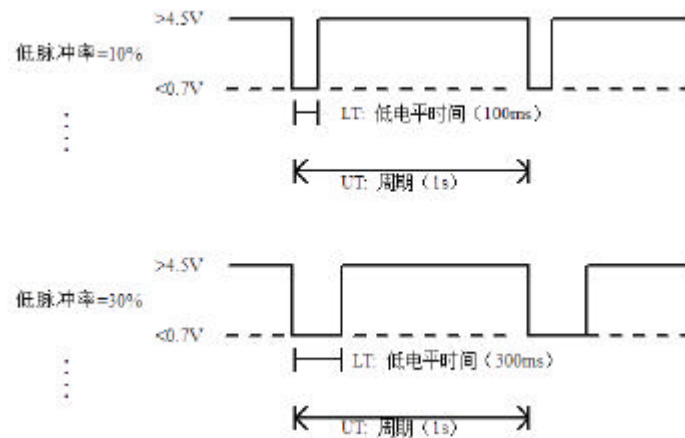 >4.5V
低脉冲率=10%
<0.7V
LT: 低电平时间（100ms）
UT: 周期（1s）
>4.5V
低脉冲率=30%
<0.7V
LT: 低电平时间（300ms）
UT: 周期（1s）